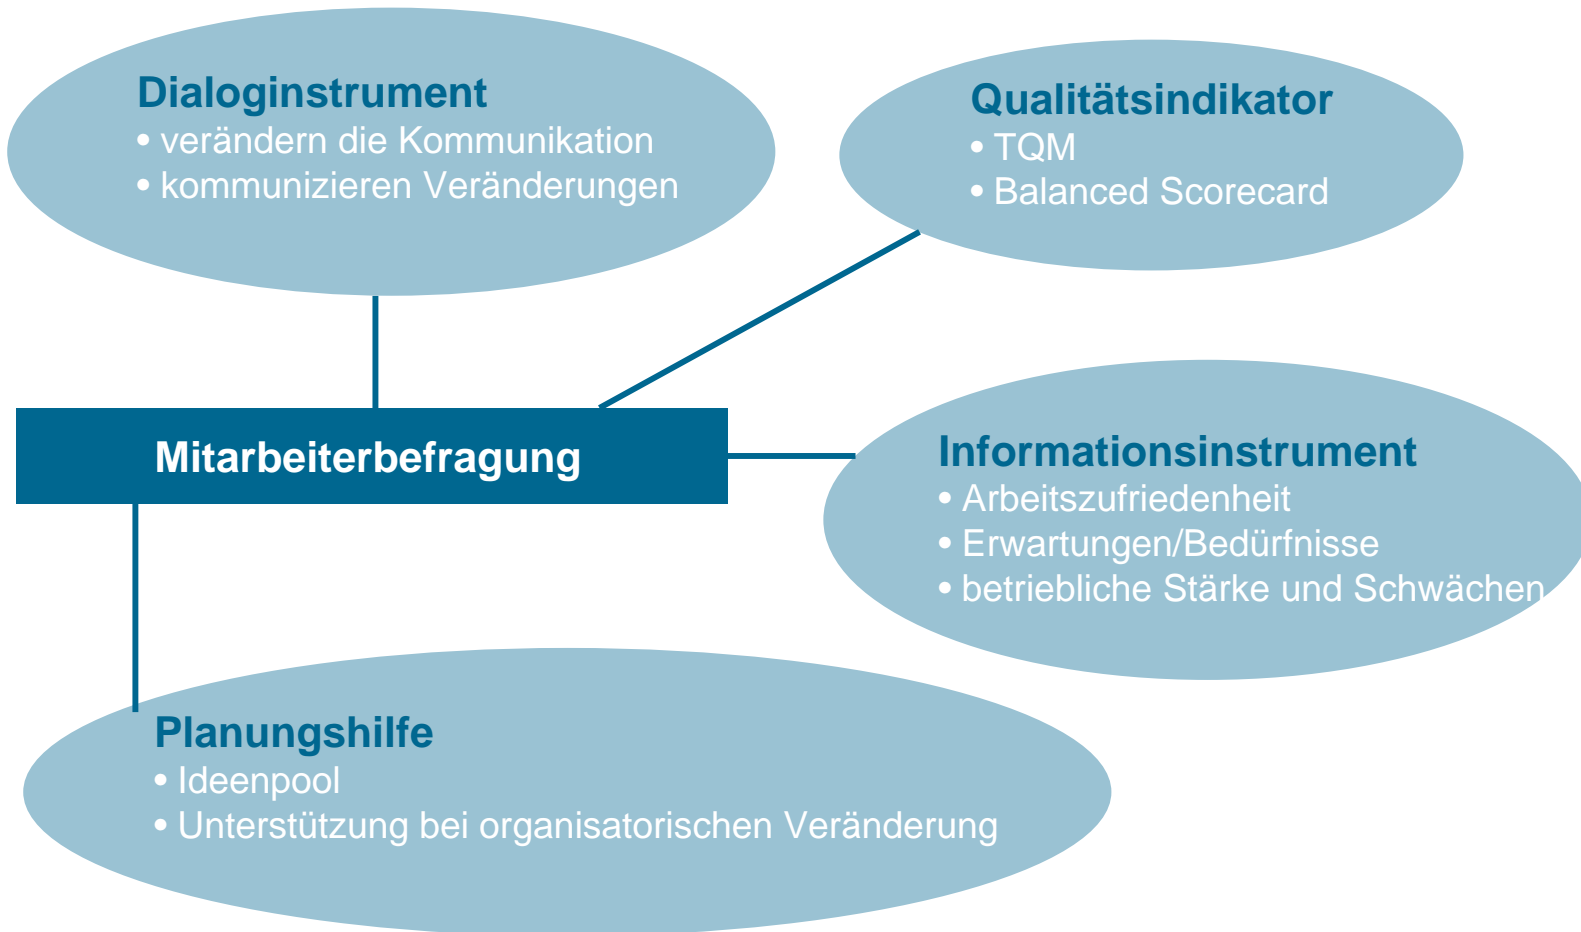 Dialoginstrument
• verändern die Kommunikation
• kommunizieren Veränderungen
Qualitätsindikator
• TQM
• Balanced Scorecard
Mitarbeiterbefragung
Informationsinstrument
• Arbeitszufriedenheit
• Erwartungen/Bedürfnisse
• betriebliche Stärke und Schwächen
Planungshilfe
• Ideenpool
• Unterstützung bei organisatorischen Veränderung